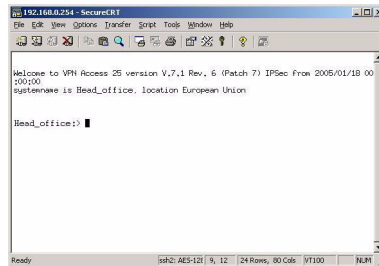 192.168.0.254 - SecureCRT
File Edit View Options Transfer Script Tools Window Help
Welcome to VPN Access 25 version V.7.1 Rev. 6 (Patch 7) IPSec from 2005/01/18 00
:00:00
systemname is Head_office, location European Union
Head_office:>
Ready ssh2: AES-128 9, 12 24 Rows, 80 Cols VT100 NUM